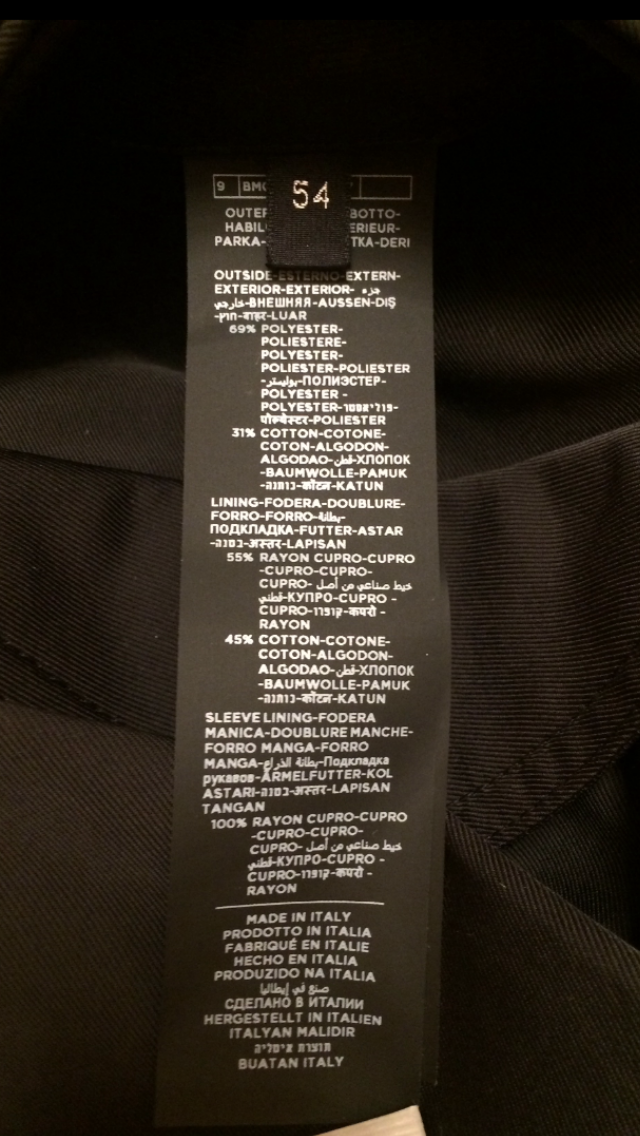 9 BMC
54
OUTER BOTTO-
HABIL ERIEUR-
PARKA- TKA-DERI
OUTSIDE-ESTERNO-EXTERN-
EXTERIOR-EXTERIOR- جزء
خارجي-ВНЕШНЯЯ-AUSSEN-DIŞ
-חוץ-बाहर-LUAR
69% POLYESTER-
POLIESTERE-
POLYESTER-
POLIESTER-POLIESTER
-بوليستر-ПОЛИЭСТЕР-
POLYESTER -
POLYESTER-פוליאסטר-
पोलिएस्टर-POLIESTER
31% COTTON-COTONE-
COTON-ALGODON-
ALGODAO-قطن-ХЛОПОК
-BAUMWOLLE-PAMUK
-כותנה-कॉटन-KATUN
LINING-FODERA-DOUBLURE-
FORRO-FORRO-بطانة-
ПОДКЛАДКА-FUTTER-ASTAR
-בטנה-अस्तर-LAPISAN
55% RAYON CUPRO-CUPRO
-CUPRO-CUPRO-
CUPRO- خيط صناعي من أصل
قطني-КУПРО-CUPRO -
CUPRO-קופרו-कपरो -
RAYON
45% COTTON-COTONE-
COTON-ALGODON-
ALGODAO-قطن-ХЛОПОК
-BAUMWOLLE-PAMUK
-כותנה-कॉटन-KATUN
SLEEVE LINING-FODERA
MANICA-DOUBLURE MANCHE-
FORRO MANGA-FORRO
MANGA-بطانة الذراع-Подкладка
рукавов-ÄRMELFUTTER-KOL
ASTARI-בטנה-अस्तर-LAPISAN
TANGAN
100% RAYON CUPRO-CUPRO
-CUPRO-CUPRO-
CUPRO- خيط صناعي من أصل
قطني-КУПРО-CUPRO -
CUPRO-קופרו-कपरो -
RAYON
MADE IN ITALY
PRODOTTO IN ITALIA
FABRIQUÉ EN ITALIE
HECHO EN ITALIA
PRODUZIDO NA ITALIA
صنع في إيطاليا
СДЕЛАНО В ИТАЛИИ
HERGESTELLT IN ITALIEN
ITALYAN MALIDIR
תוצרת איטליה
BUATAN ITALY